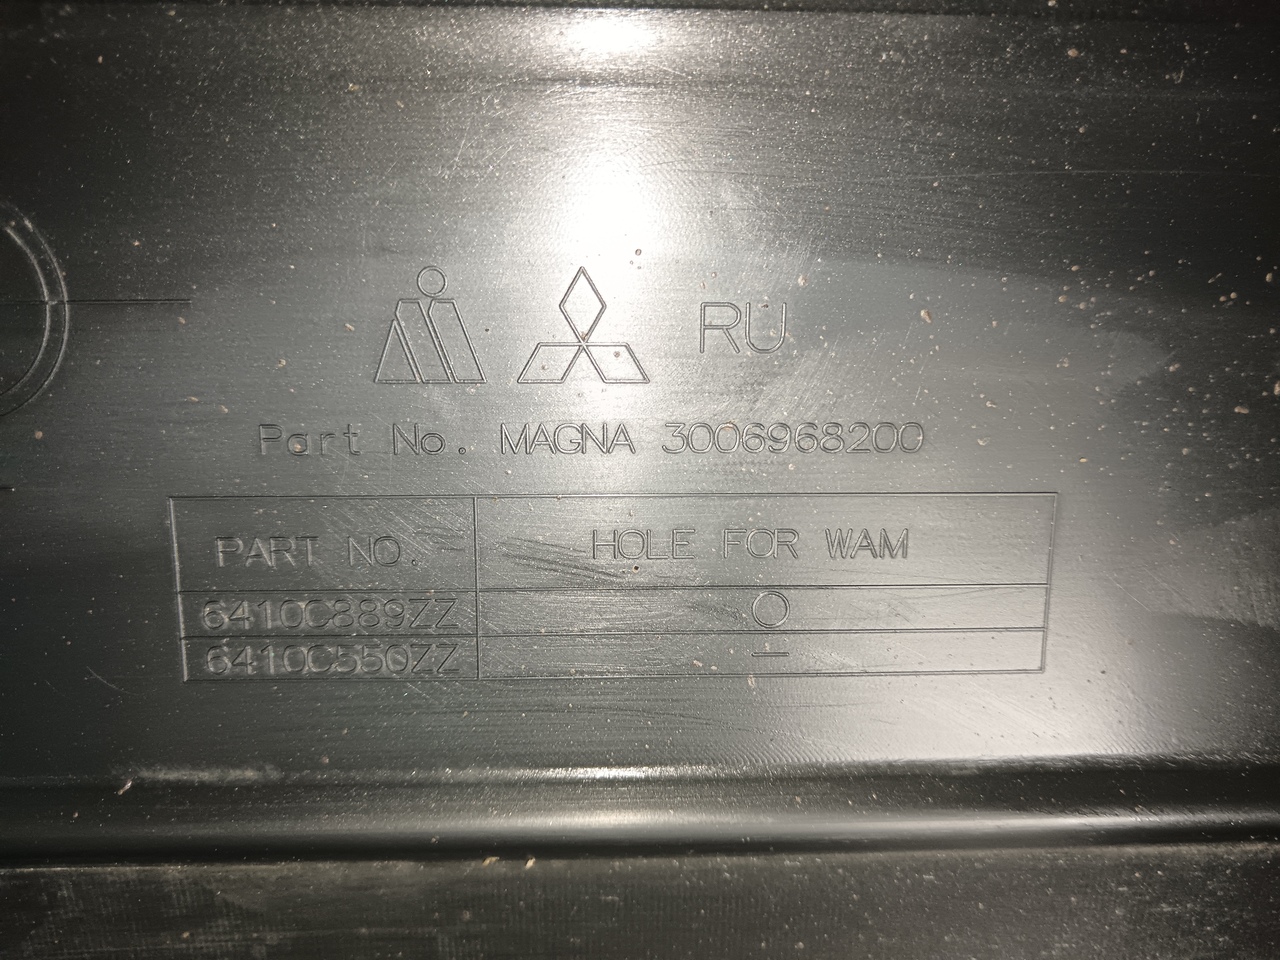 RU
Part No. MAGNA 3006968200
PART NO. HOLE FOR WAM
6410C889ZZ ○
6410C550ZZ —